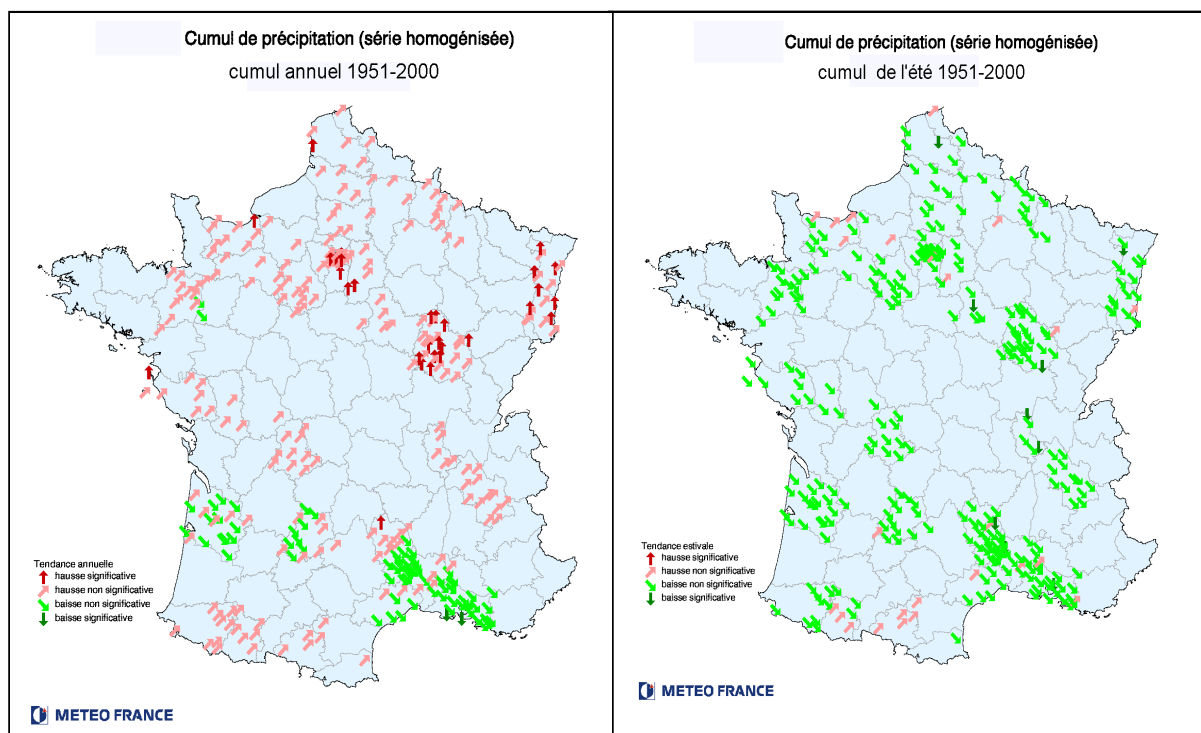 Cumul de précipitation (série homogénisée)
cumul annuel 1951-2000
Tendance annuelle
hausse significative
hausse non significative
baisse non significative
baisse significative
METEO FRANCE
Cumul de précipitation (série homogénisée)
cumul de l'été 1951-2000
Tendance estivale
hausse significative
hausse non significative
baisse non significative
baisse significative
METEO FRANCE